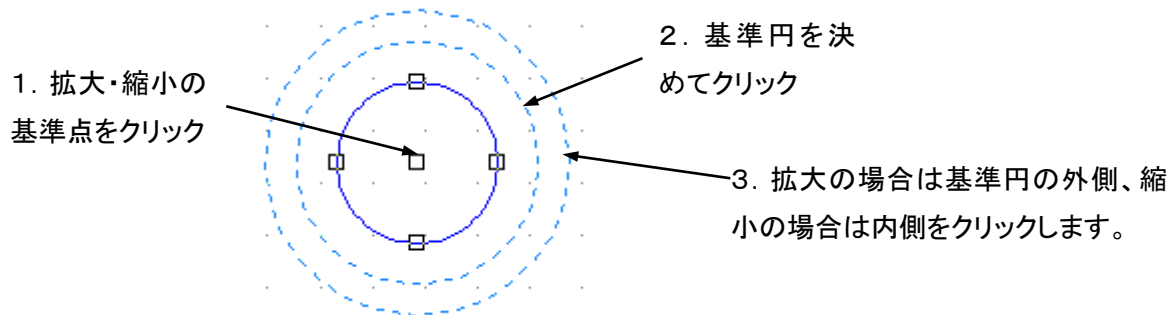 1. 拡大・縮小の
基準点をクリック
2. 基準円を決
めてクリック
3. 拡大の場合は基準円の外側、縮
小の場合は内側をクリックします。